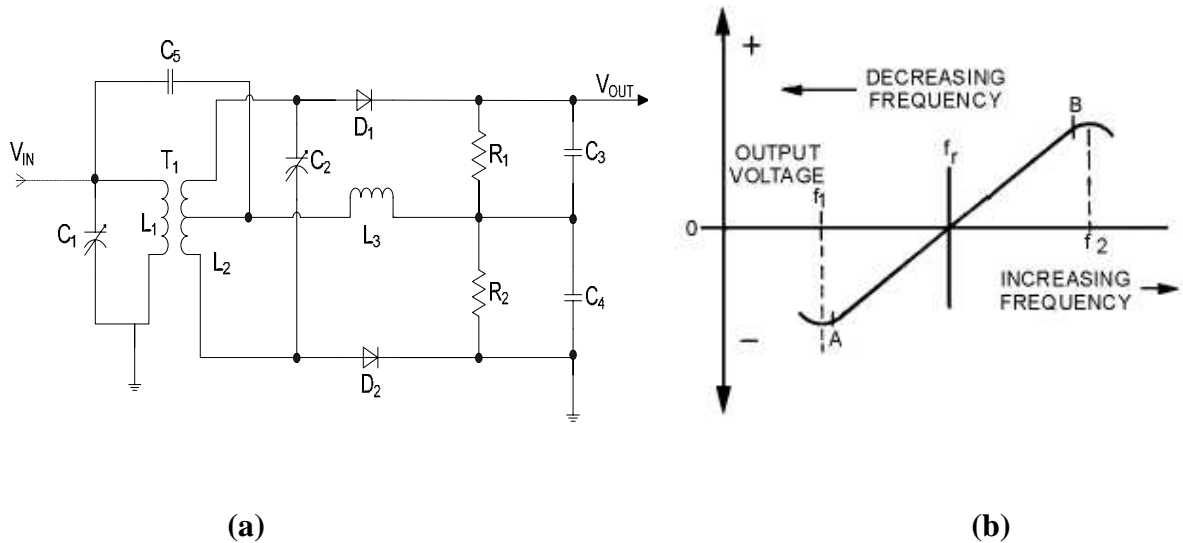 C5
VOUT
D1
VIN
T1
C2
R1
C3
L1
C1
L3
L2
R2
C4
D2
(a)
+
DECREASING
FREQUENCY
B
OUTPUT
VOLTAGE
fr
f1
0
f2
INCREASING
FREQUENCY
A
−
(b)